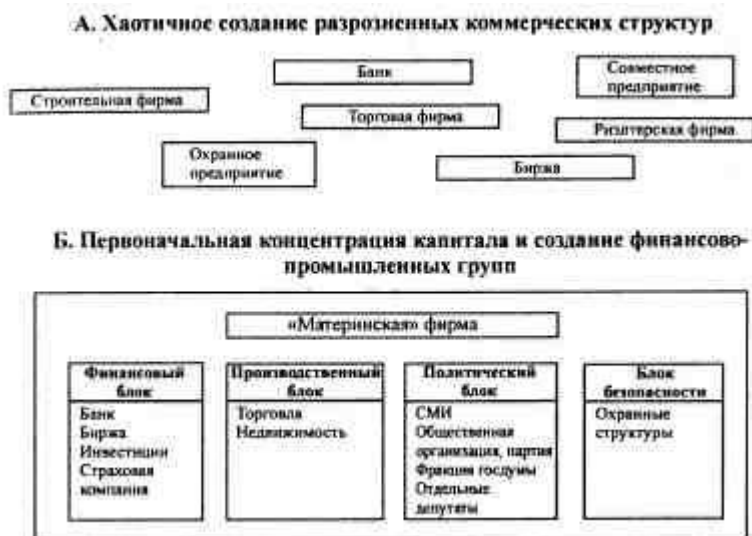 А. Хаотичное создание разрозненных коммерческих структур
Банк
Совместное
предприятие
Строительная фирма
Торговая фирма
Риэлтерская фирма
Охранное
предприятие
Биржа
Б. Первоначальная концентрация капитала и создание финансово-
промышленных групп
«Материнская» фирма
Финансовый
блок
Банк
Биржа
Инвестиции
Страховая
компания
Производственный
блок
Торговля
Недвижимость
Политический
блок
СМИ
Общественная
организация, партия
Фракция госдумы
Отдельные
депутаты
Блок
безопасности
Охранные
структуры